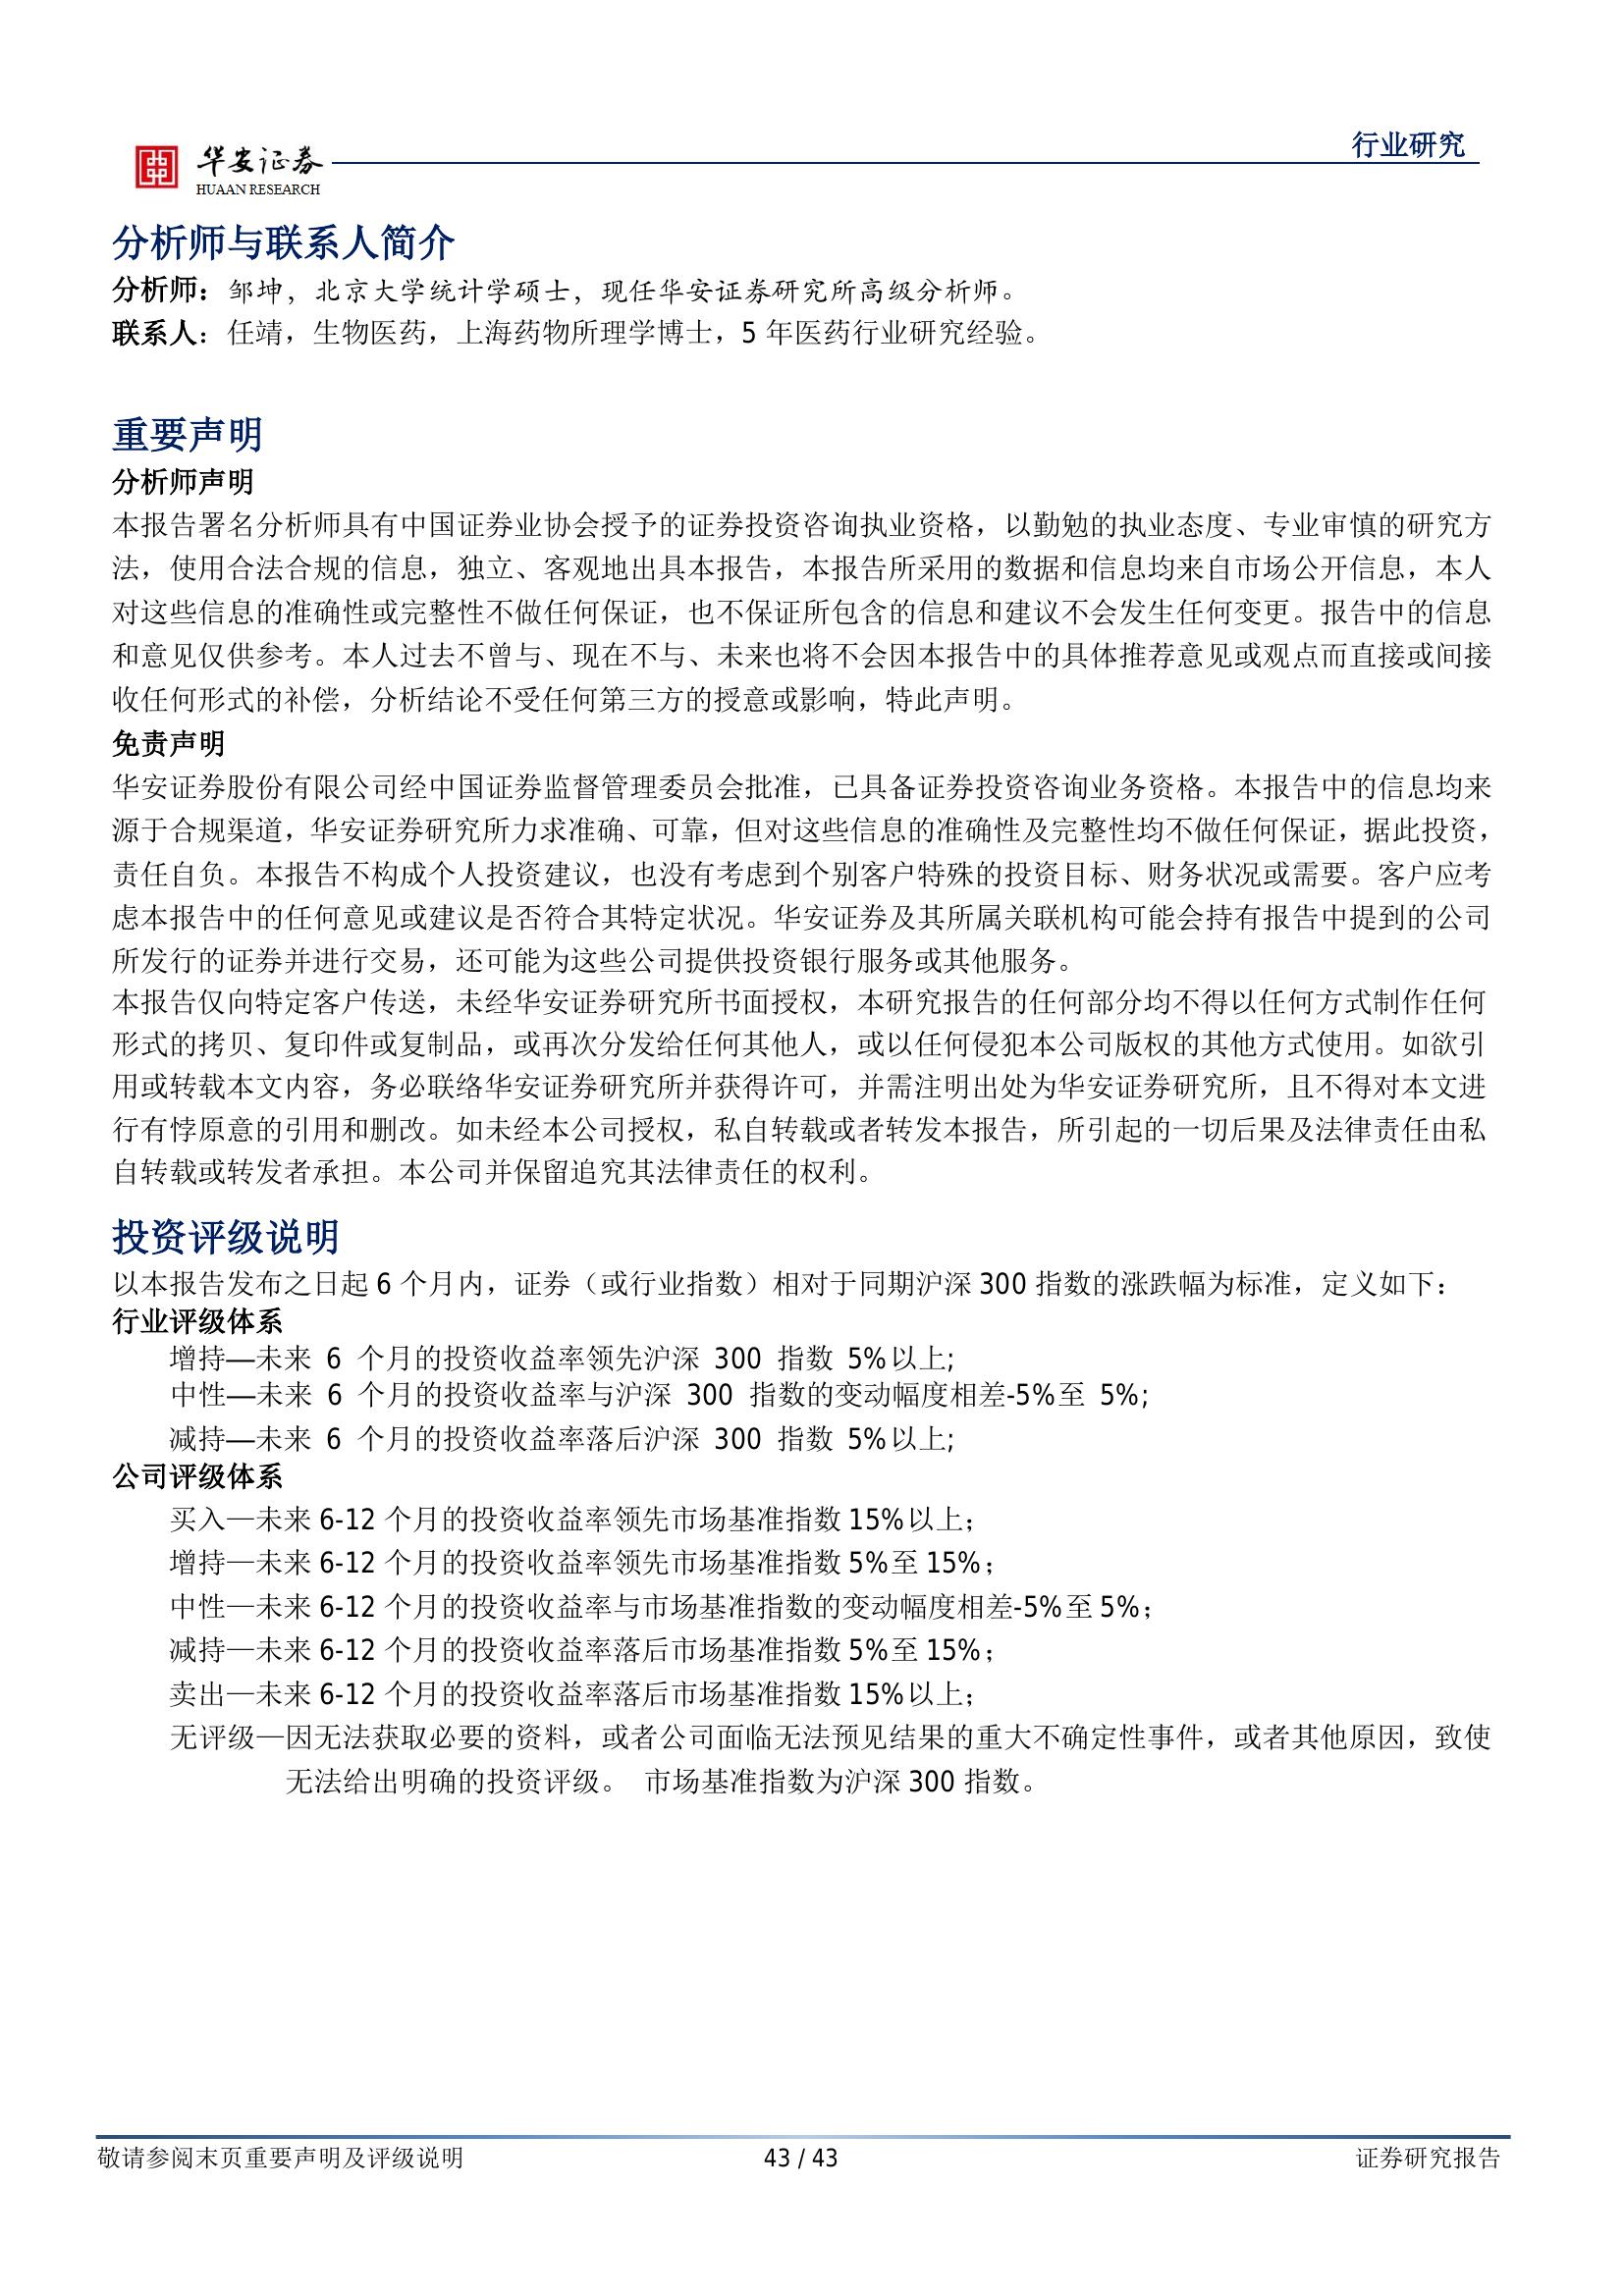 华安证券
HUAAN RESEARCH
行业研究
分析师与联系人简介
分析师：邹坤，北京大学统计学硕士，现任华安证券研究所高级分析师。
联系人：任靖，生物医药，上海药物所理学博士，5 年医药行业研究经验。
重要声明
分析师声明
本报告署名分析师具有中国证券业协会授予的证券投资咨询执业资格，以勤勉的执业态度、专业审慎的研究方
法，使用合法合规的信息，独立、客观地出具本报告，本报告所采用的数据和信息均来自市场公开信息，本人
对这些信息的准确性或完整性不做任何保证，也不保证所包含的信息和建议不会发生任何变更。报告中的信息
和意见仅供参考。本人过去不曾与、现在不与、未来也将不会因本报告中的具体推荐意见或观点而直接或间接
收任何形式的补偿，分析结论不受任何第三方的授意或影响，特此声明。
免责声明
华安证券股份有限公司经中国证券监督管理委员会批准，已具备证券投资咨询业务资格。本报告中的信息均来
源于合规渠道，华安证券研究所力求准确、可靠，但对这些信息的准确性及完整性均不做任何保证，据此投资，
责任自负。本报告不构成个人投资建议，也没有考虑到个别客户特殊的投资目标、财务状况或需要。客户应考
虑本报告中的任何意见或建议是否符合其特定状况。华安证券及其所属关联机构可能会持有报告中提到的公司
所发行的证券并进行交易，还可能为这些公司提供投资银行服务或其他服务。
本报告仅向特定客户传送，未经华安证券研究所书面授权，本研究报告的任何部分均不得以任何方式制作任何
形式的拷贝、复印件或复制品，或再次分发给任何其他人，或以任何侵犯本公司版权的其他方式使用。如欲引
用或转载本文内容，务必联络华安证券研究所并获得许可，并需注明出处为华安证券研究所，且不得对本文进
行有悖原意的引用和删改。如未经本公司授权，私自转载或者转发本报告，所引起的一切后果及法律责任由私
自转载或转发者承担。本公司并保留追究其法律责任的权利。
投资评级说明
以本报告发布之日起 6 个月内，证券（或行业指数）相对于同期沪深 300 指数的涨跌幅为标准，定义如下：
行业评级体系
增持—未来 6 个月的投资收益率领先沪深 300 指数 5%以上;
中性—未来 6 个月的投资收益率与沪深 300 指数的变动幅度相差-5%至 5%;
减持—未来 6 个月的投资收益率落后沪深 300 指数 5%以上;
公司评级体系
买入—未来 6-12 个月的投资收益率领先市场基准指数 15%以上；
增持—未来 6-12 个月的投资收益率领先市场基准指数 5%至 15%；
中性—未来 6-12 个月的投资收益率与市场基准指数的变动幅度相差-5%至 5%；
减持—未来 6-12 个月的投资收益率落后市场基准指数 5%至 15%；
卖出—未来 6-12 个月的投资收益率落后市场基准指数 15%以上；
无评级—因无法获取必要的资料，或者公司面临无法预见结果的重大不确定性事件，或者其他原因，致使
无法给出明确的投资评级。 市场基准指数为沪深 300 指数。
敬请参阅末页重要声明及评级说明
43 / 43
证券研究报告